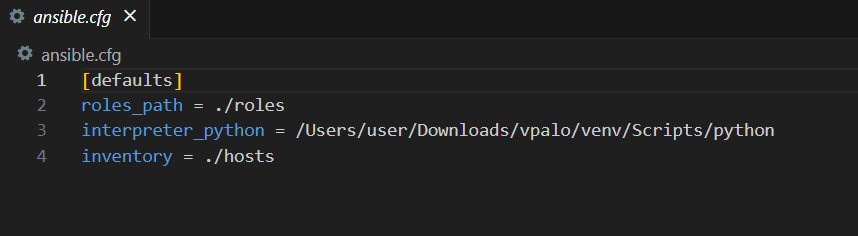 ansible.cfg
ansible.cfg
1 [defaults]
2 roles_path = ./roles
3 interpreter_python = /Users/user/Downloads/vpalo/venv/Scripts/python
4 inventory = ./hosts